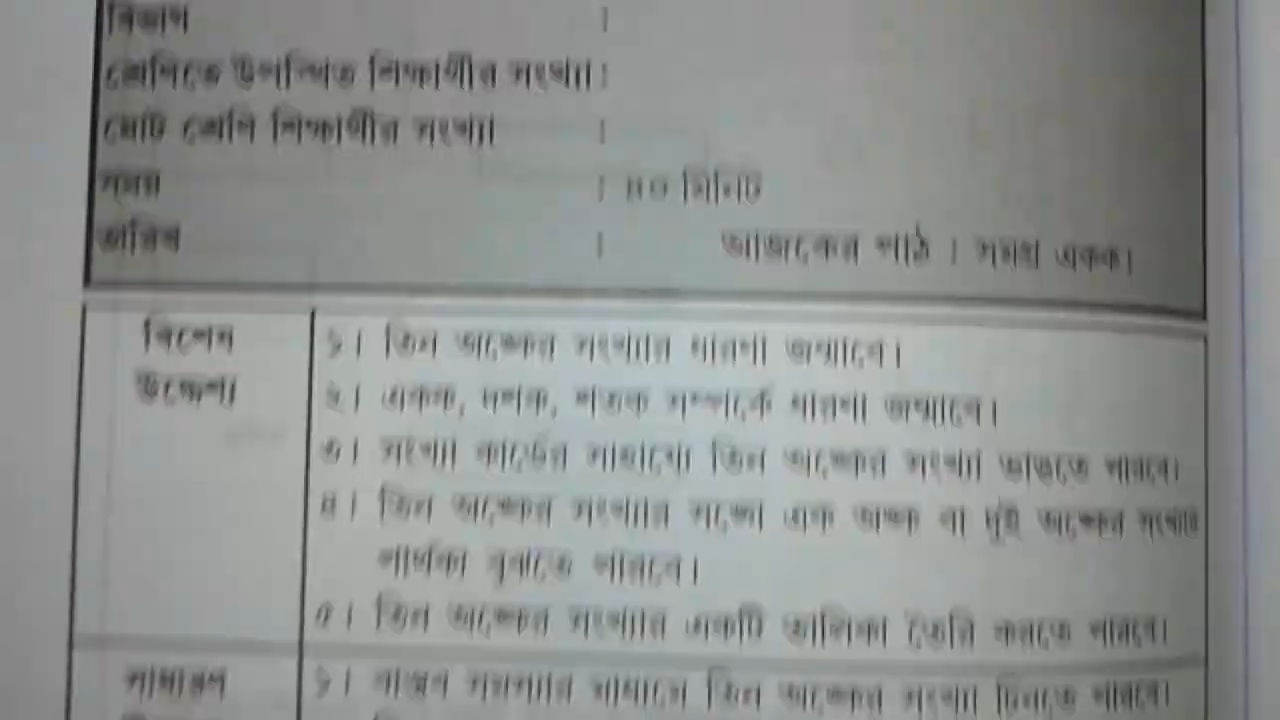 বিভাগ :
শ্রেণিতে উপস্থিত শিক্ষার্থীর সংখ্যা :
মোট শ্রেণি শিক্ষার্থীর সংখ্যা :
সময় : ৪০ মিনিট
তারিখ : আজকের পাঠ । একক।
বিশেষ
উদ্দেশ্য
১। তিন অঙ্কের সংখ্যার ধারণা জন্মাবে।
২। একক, দশক, শতক সম্পর্কে ধারণা জন্মাবে।
৩। সংখ্যা কার্ডের সাহায্যে তিন অঙ্কের সংখ্যা পারবে।
৪। তিন অঙ্কের সংখ্যার সঙ্গে এক অঙ্ক বা দুই অঙ্কের সংখ্যার
পার্থক্য বুঝতে পারবে।
৫। তিন অঙ্কের সংখ্যার একটি তালিকা তৈরি করতে পারবে।
সাধারণ
১। বাস্তব সমস্যার তিন অঙ্কের সংখ্যা চিনতে পারবে।